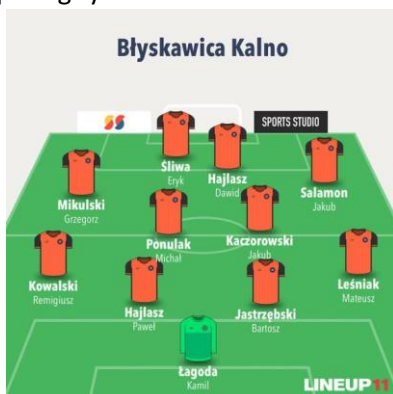 Błyskawica Kalno
SPORTS STUDIO
Śliwa
Eryk
Hajlasz
Dawid
Salamon
Jakub
Mikulski
Grzegorz
Ponulak
Michał
Kaczorowski
Jakub
Kowalski
Remigiusz
Leśniak
Mateusz
Hajlasz
Paweł
Jastrzębski
Bartosz
Łagoda
Kamil
LINEUP11